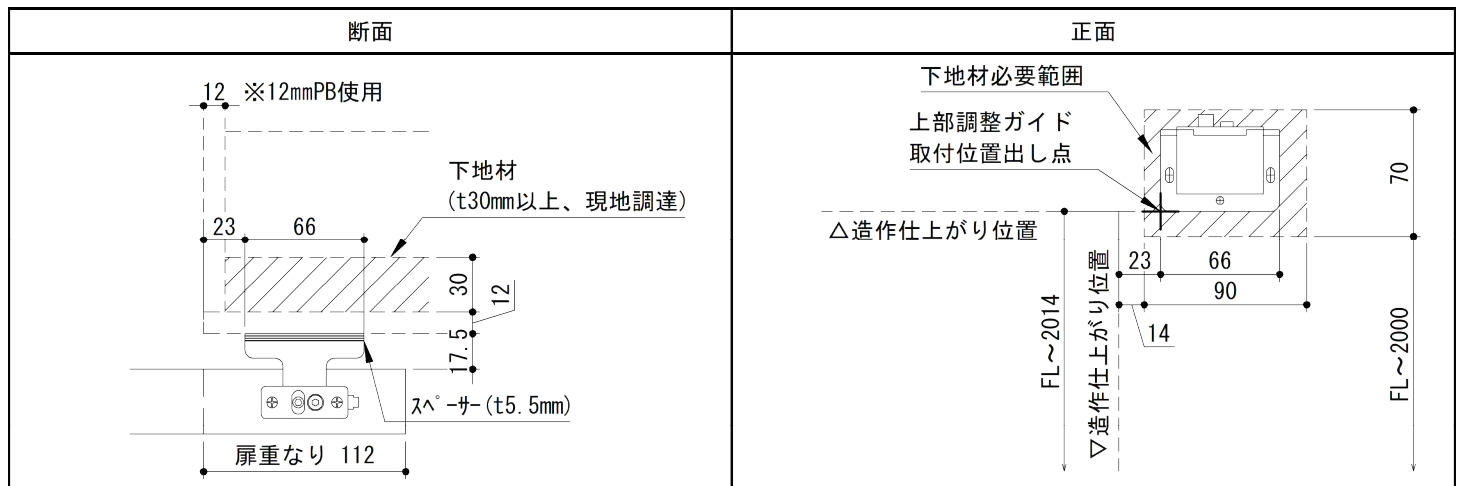 断面
正面
12 ※12mmPB使用
下地材
(t30mm以上、現地調達)
23
66
30
12
17.5
スペーサー(t5.5mm)
扉重なり 112
下地材必要範囲
上部調整ガイド
取付位置出し点
△造作仕上がり位置
▽造作仕上がり位置
23
66
90
14
70
FL~2014
FL~2000